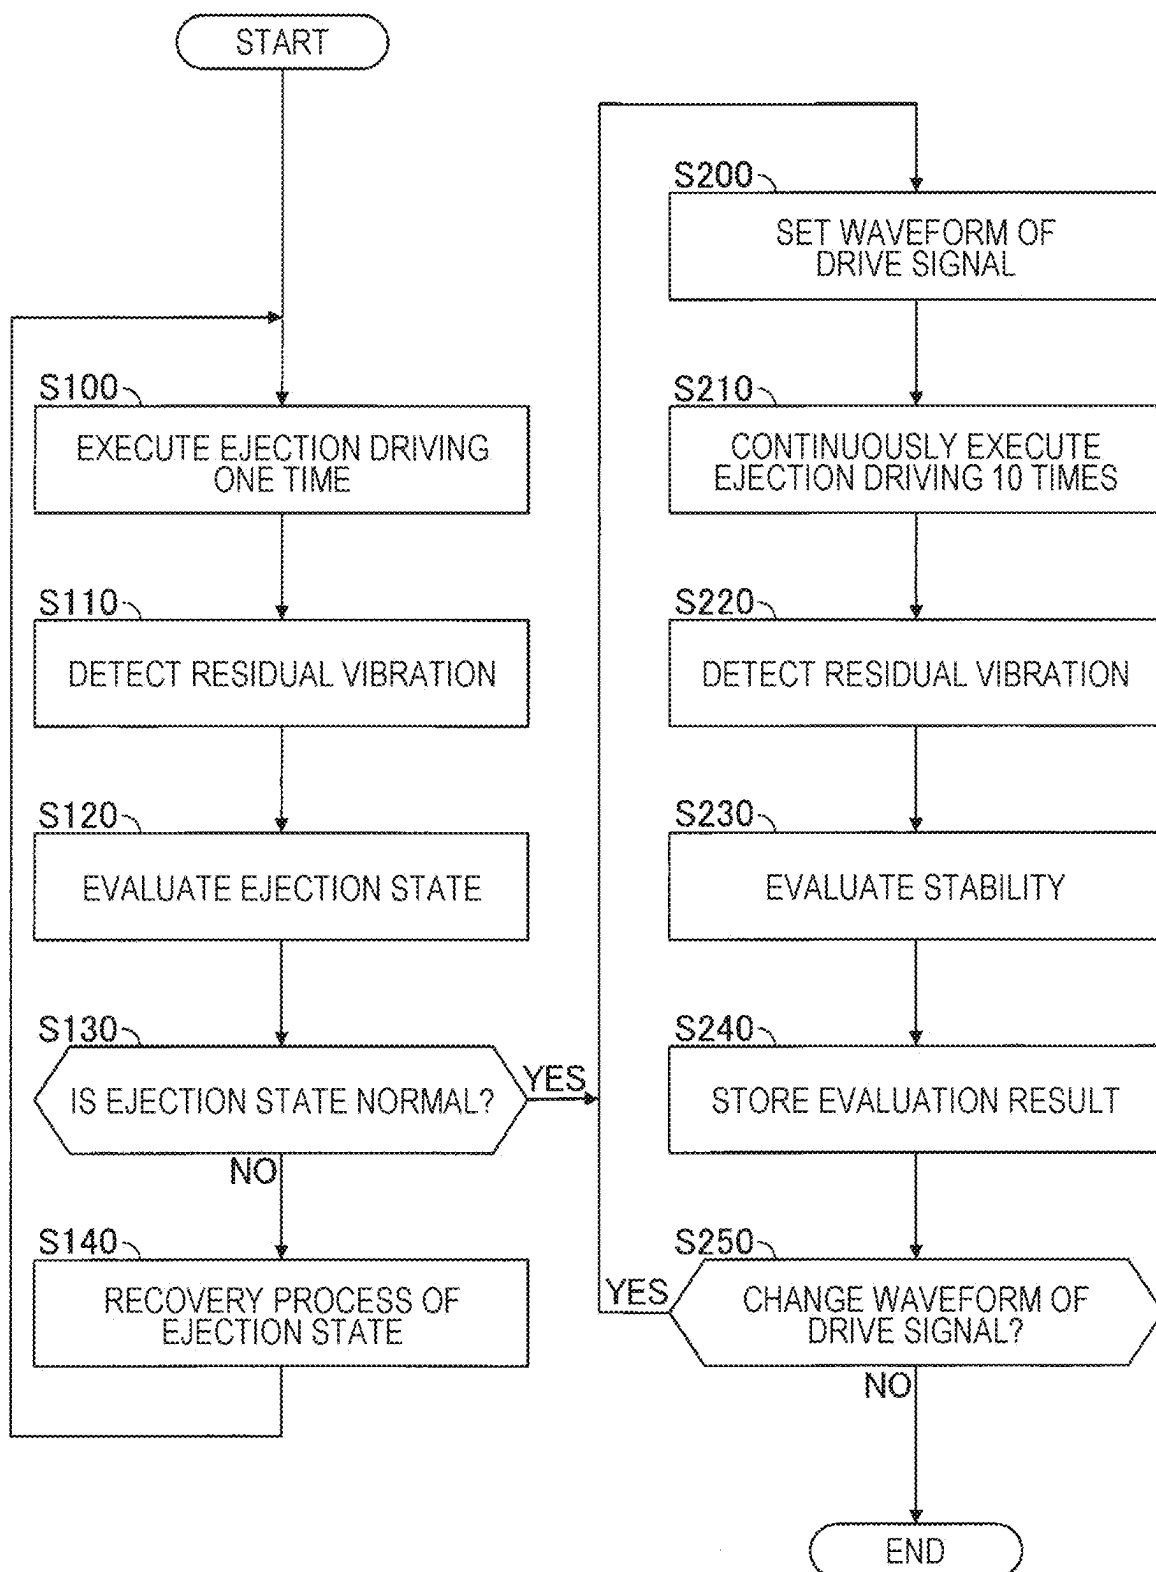 START
S100
EXECUTE EJECTION DRIVING
ONE TIME
S110
DETECT RESIDUAL VIBRATION
S120
EVALUATE EJECTION STATE
S130
IS EJECTION STATE NORMAL?
YES
NO
S140
RECOVERY PROCESS OF
EJECTION STATE
S200
SET WAVEFORM OF
DRIVE SIGNAL
S210
CONTINUOUSLY EXECUTE
EJECTION DRIVING 10 TIMES
S220
DETECT RESIDUAL VIBRATION
S230
EVALUATE STABILITY
S240
STORE EVALUATION RESULT
S250
YES
CHANGE WAVEFORM OF
DRIVE SIGNAL?
NO
END